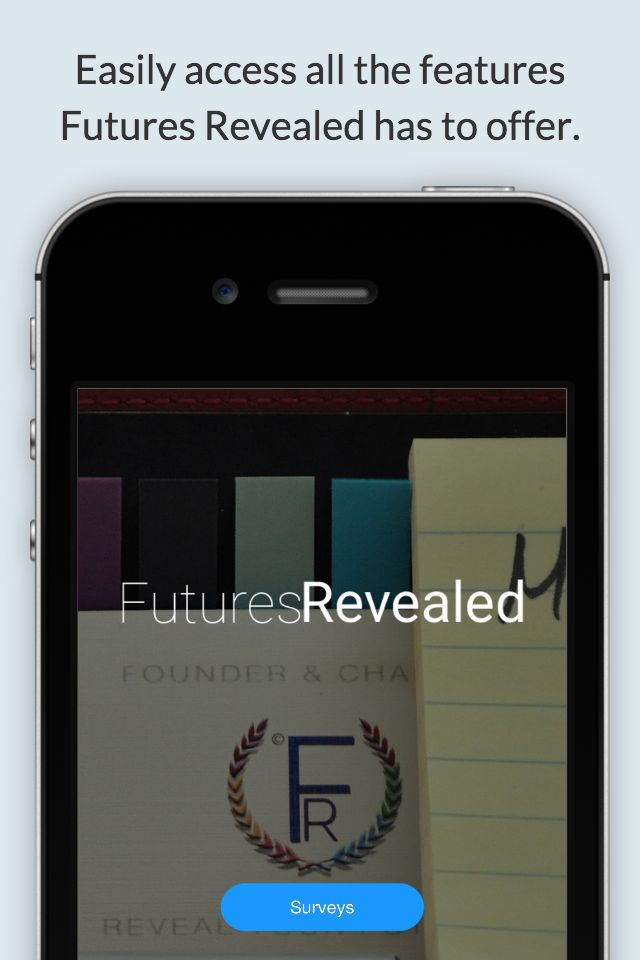 Easily access all the features
Futures Revealed has to offer.
FuturesRevealed
FOUNDER & CHA
©
FR
Surveys
REVEAL